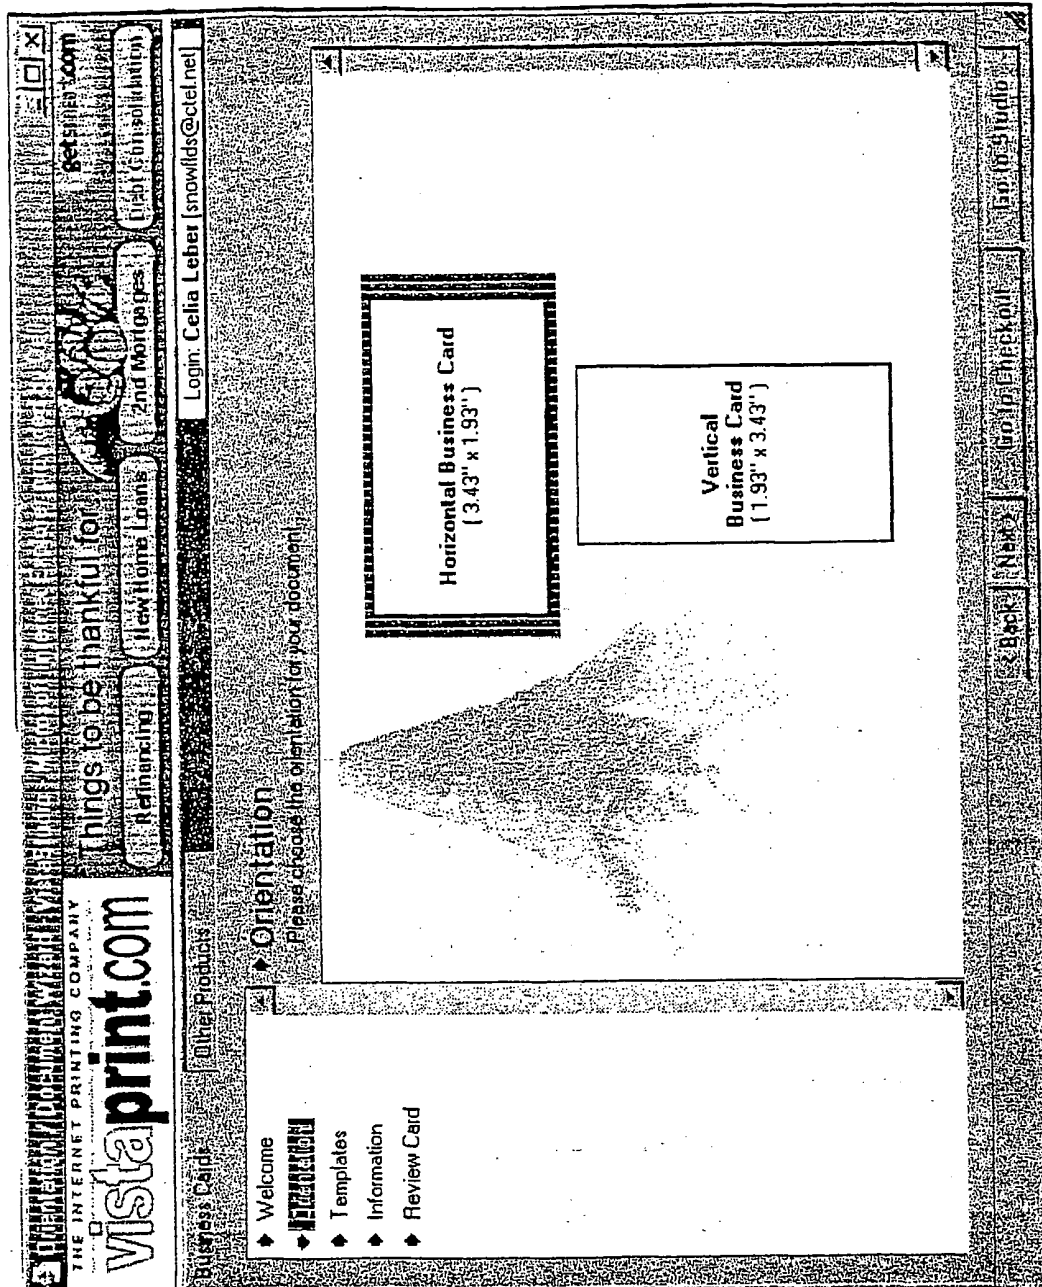 THE INTERNET PRINTING COMPANY
vistaprint.com
Things to be thankful for
Refinancing
New Home Loans
2nd Mortgages
Debt Consolidation
Business Cards
Other Products
Login: Celia Leber (snowflds@ctel.net)
Welcome
Orientation
Templates
Information
Review Card
Orientation
Please choose the orientation for your document.
Horizontal Business Card
( 3.43" x 1.93" )
Vertical
Business Card
( 1.93" x 3.43" )
< Back
Next >
Go to Checkout
Go to Studio